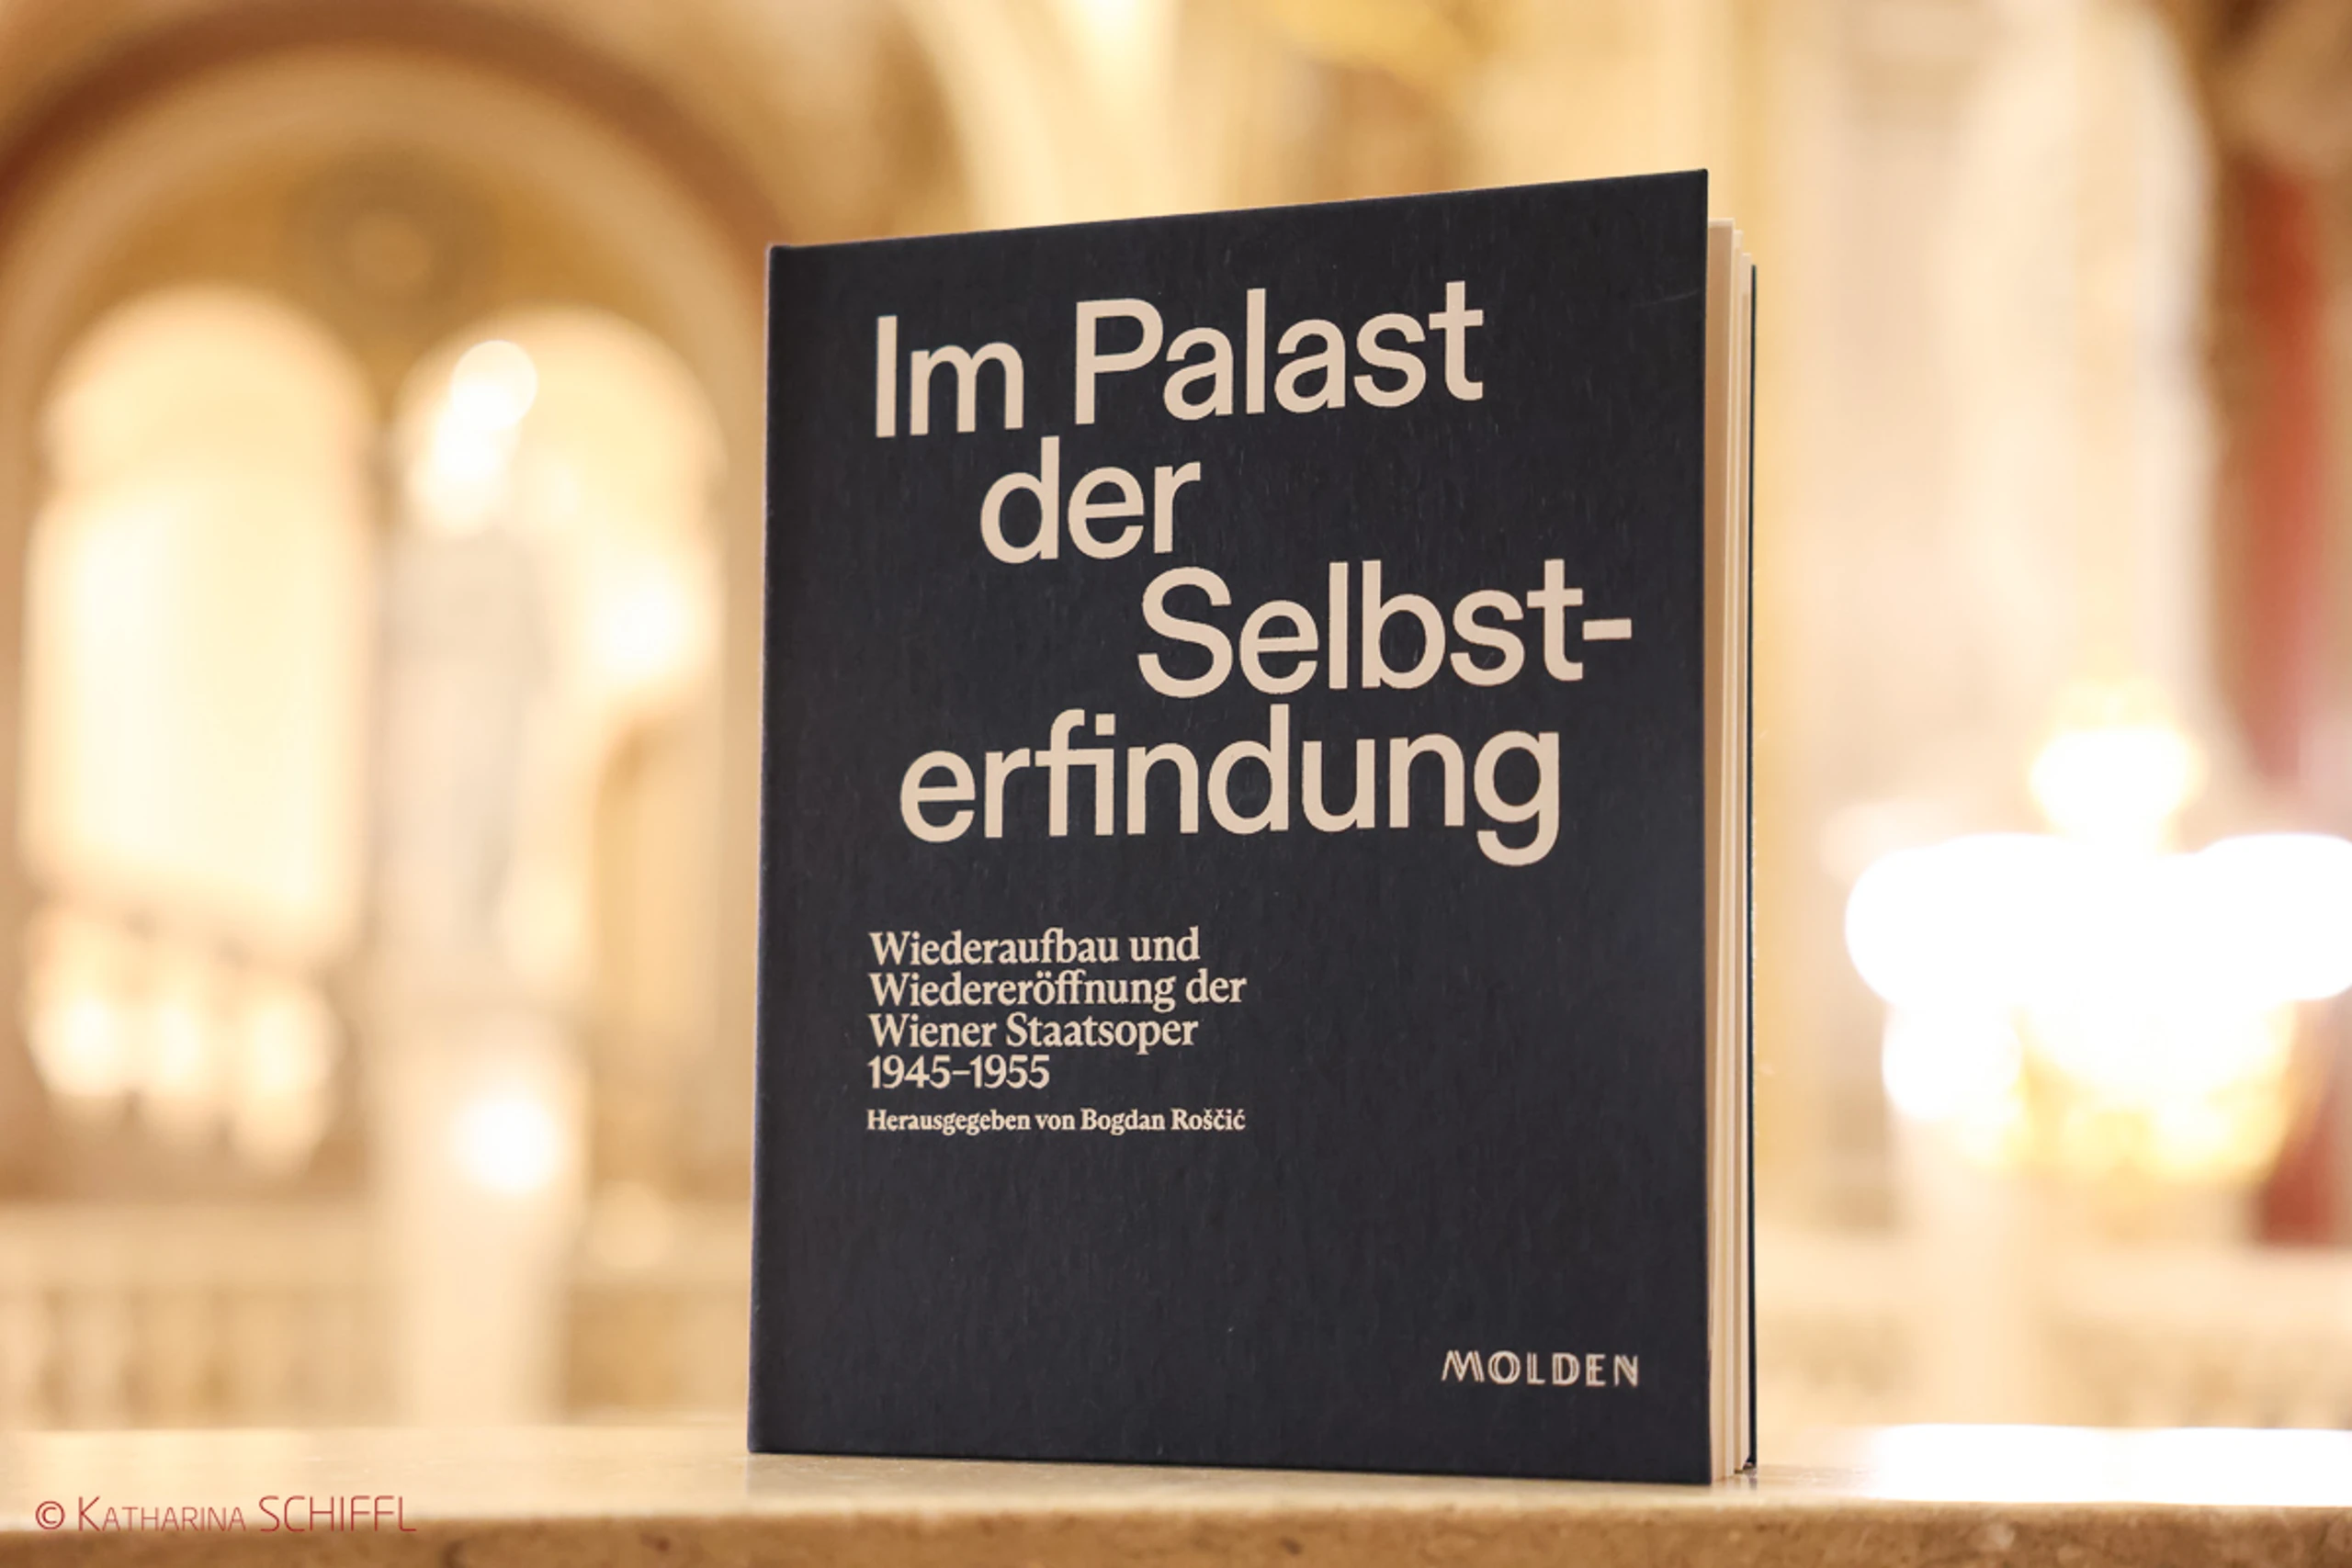 Im Palast
der
Selbst-
erfindung
Wiederaufbau und
Wiedereröffnung der
Wiener Staatsoper
1945–1955
Herausgegeben von Bogdan Roščić
MOLDEN
© KATHARINA SCHIFFL